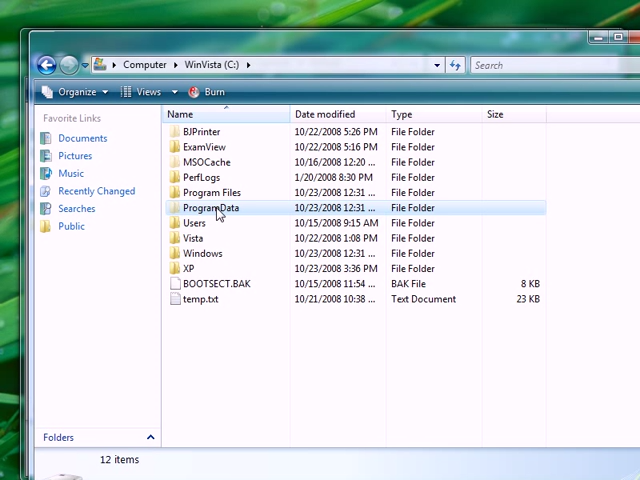 Computer WinVista (C:) Search
Organize Views Burn
Favorite Links
Documents
Pictures
Music
Recently Changed
Searches
Public
Folders
Name Date modified Type Size
BJPrinter 10/22/2008 5:26 PM File Folder
ExamView 10/22/2008 5:16 PM File Folder
MSOCache 10/16/2008 12:20 ... File Folder
PerfLogs 1/20/2008 8:30 PM File Folder
Program Files 10/23/2008 12:31 ... File Folder
ProgramData 10/23/2008 12:31 ... File Folder
Users 10/15/2008 9:15 AM File Folder
Vista 10/22/2008 1:08 PM File Folder
Windows 10/23/2008 12:31 ... File Folder
XP 10/23/2008 3:36 PM File Folder
BOOTSECT.BAK 10/15/2008 11:54 ... BAK File 8 KB
temp.txt 10/21/2008 10:38 ... Text Document 23 KB
12 items